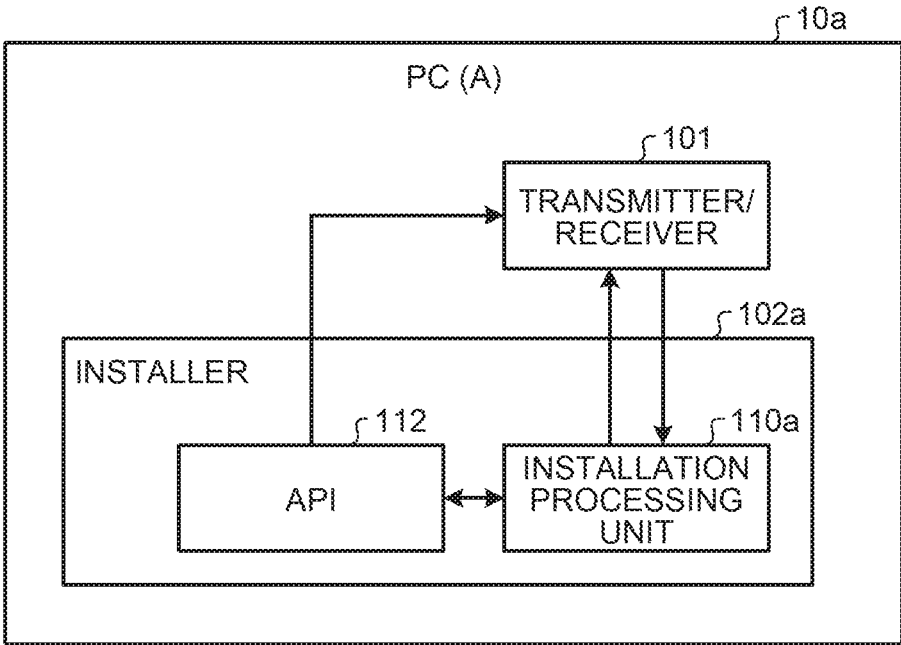 10a
PC (A)
101
TRANSMITTER/
RECEIVER
102a
INSTALLER
112
110a
API
INSTALLATION
PROCESSING
UNIT